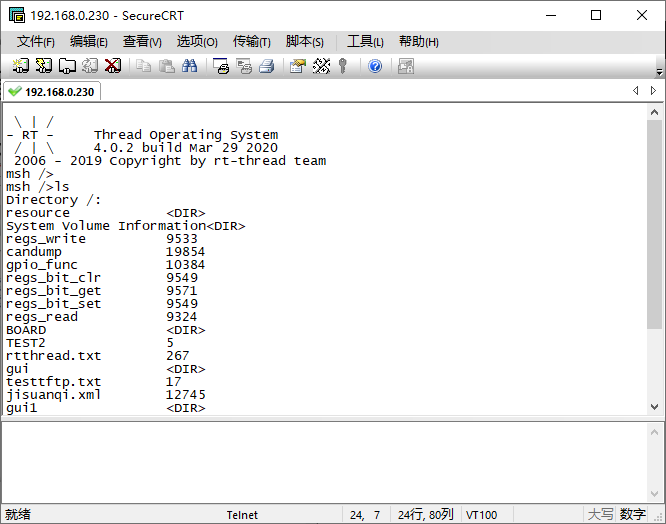 192.168.0.230 - SecureCRT
文件(F) 编辑(E) 查看(V) 选项(O) 传输(T) 脚本(S) 工具(L) 帮助(H)
192.168.0.230
\ | /
- RT -     Thread Operating System
/ | \     4.0.2 build Mar 29 2020
2006 - 2019 Copyright by rt-thread team
msh />
msh />ls
Directory /:
resource            <DIR>
System Volume Information<DIR>
regs_write          9533
candump             19854
gpio_func           10384
regs_bit_clr        9549
regs_bit_get        9571
regs_bit_set        9549
regs_read           9324
BOARD               <DIR>
TEST2               5
rtthread.txt        267
gui                 <DIR>
testtftp.txt        17
jisuanqi.xml        12745
gui1                <DIR>
就绪 Telnet 24, 7 24行, 80列 VT100 大写 数字